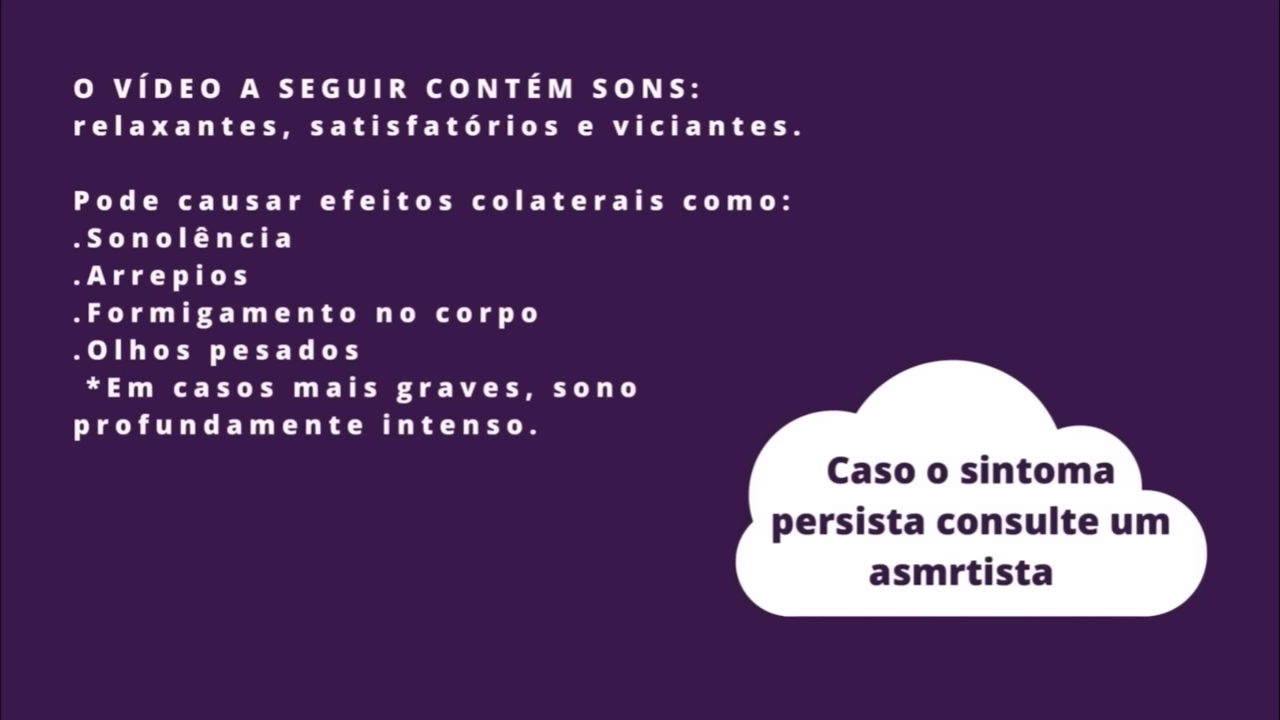 O VÍDEO A SEGUIR CONTÉM SONS:
relaxantes, satisfatórios e viciantes.
Pode causar efeitos colaterais como:
.Sonolência
.Arrepios
.Formigamento no corpo
.Olhos pesados
*Em casos mais graves, sono
profundamente intenso.
Caso o sintoma
persista consulte um
asmrtista